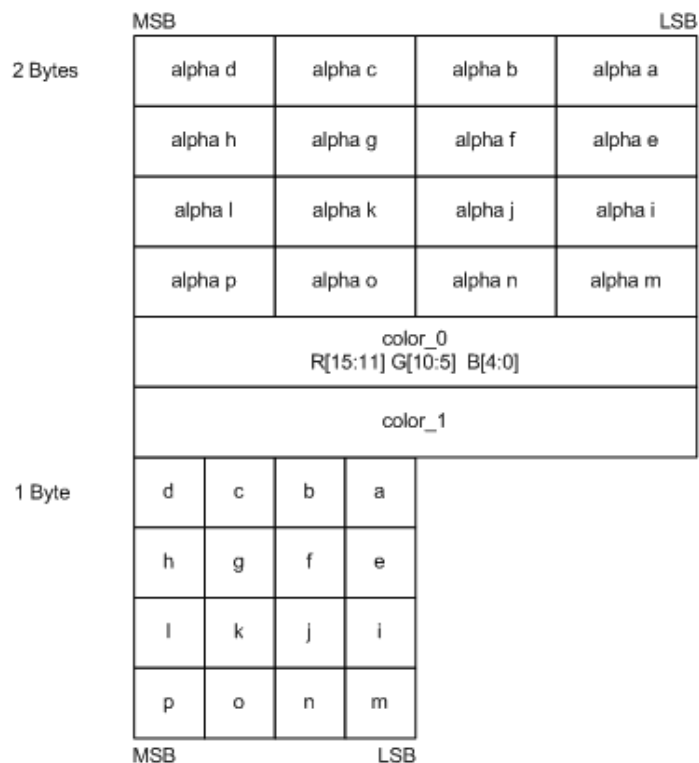 MSB LSB
2 Bytes alpha d alpha c alpha b alpha a
alpha h alpha g alpha f alpha e
alpha l alpha k alpha j alpha i
alpha p alpha o alpha n alpha m
color_0
R[15:11] G[10:5] B[4:0]
color_1
1 Byte d c b a
h g f e
l k j i
p o n m
MSB LSB